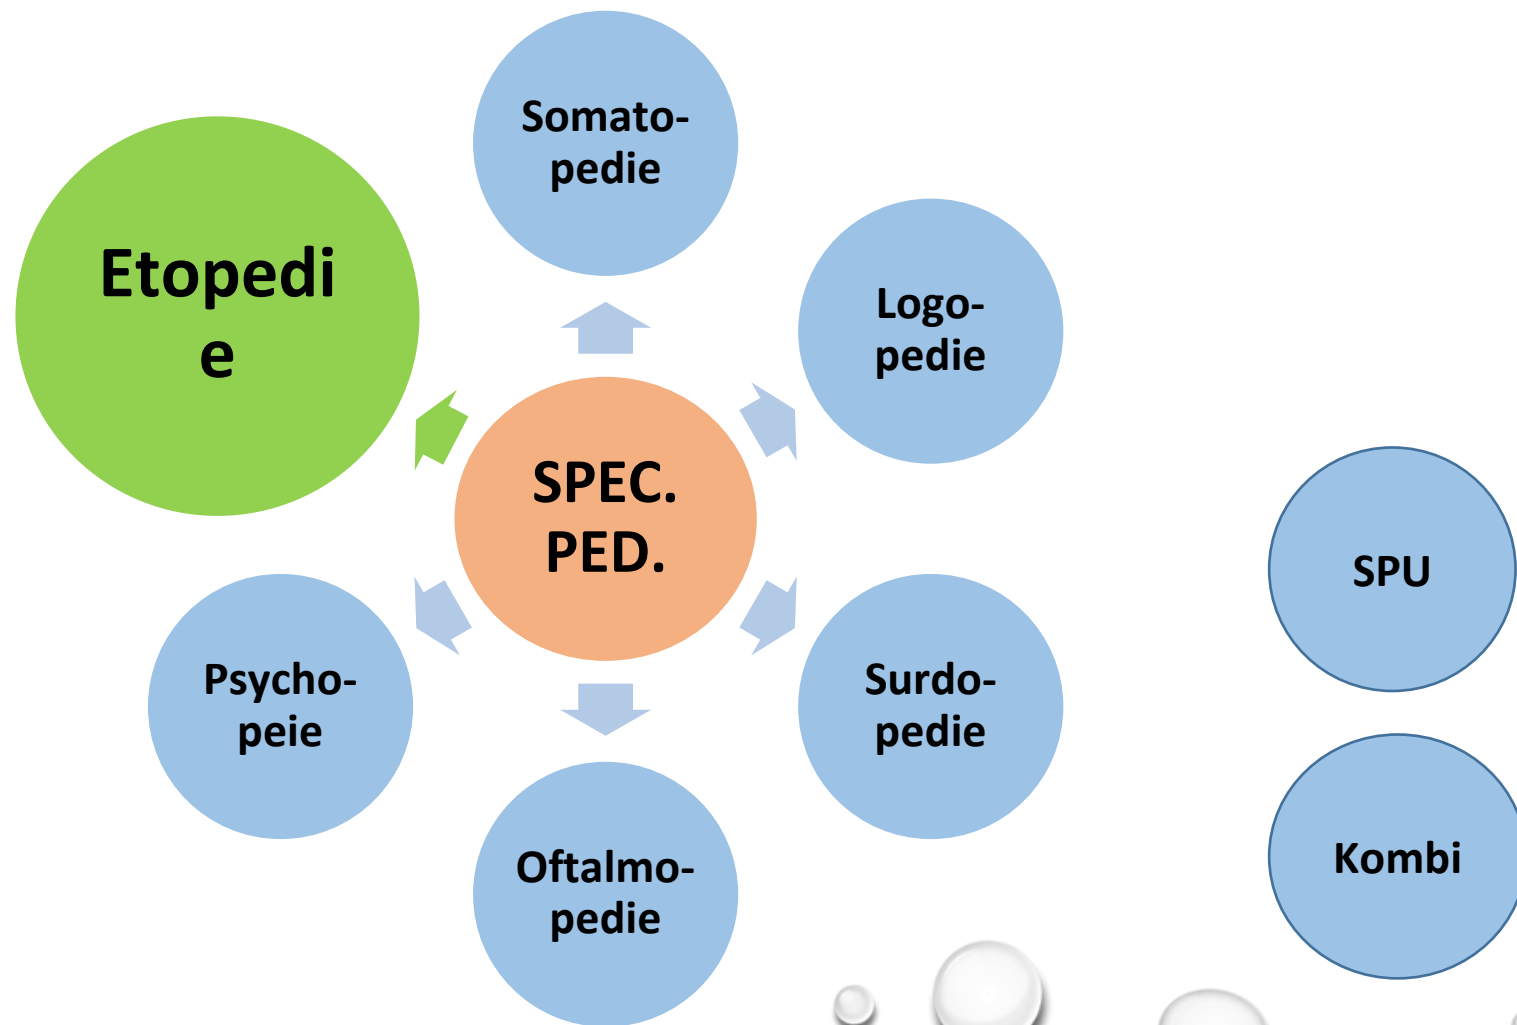 Somato-
pedie
Etopedi
e
Logo-
pedie
SPEC.
PED.
SPU
Psycho-
peie
Surdo-
pedie
Oftalmo-
pedie
Kombi